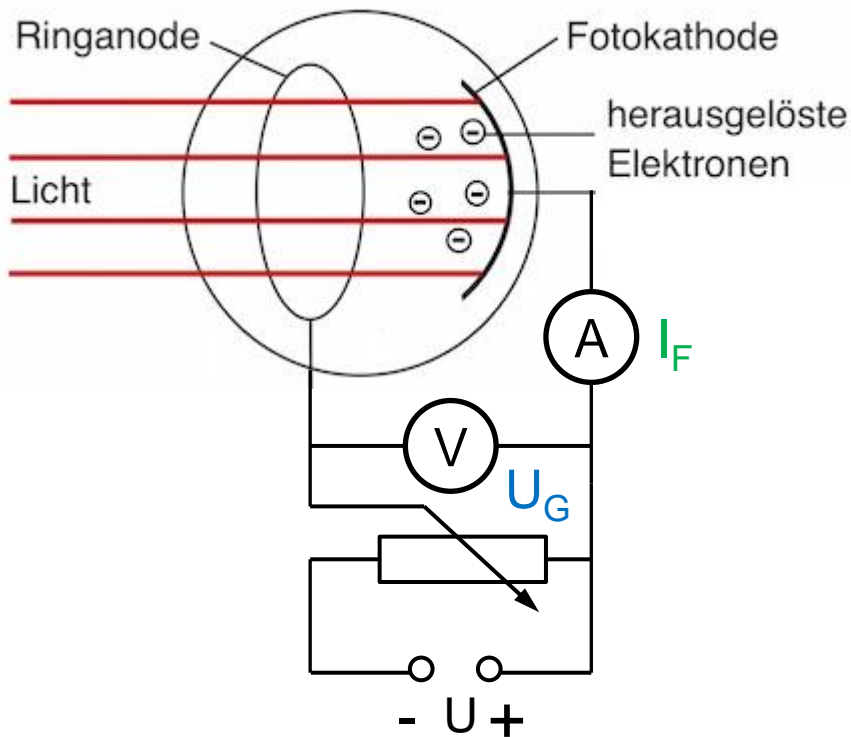 Ringanode
Fotokathode
herausgelöste
Elektronen
Licht
A
I_F
V
U_G
- U +